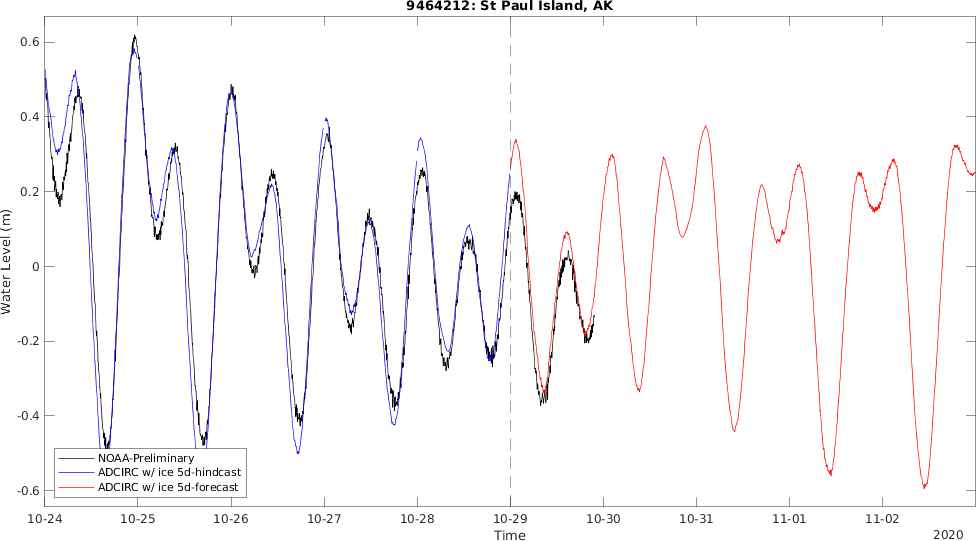 9464212: St Paul Island, AK
Water Level (m)
0.6
0.4
0.2
0
-0.2
-0.4
-0.6
NOAA-Preliminary
ADCIRC w/ ice 5d-hindcast
ADCIRC w/ ice 5d-forecast
10-24 10-25 10-26 10-27 10-28 10-29 10-30 10-31 11-01 11-02
Time
2020